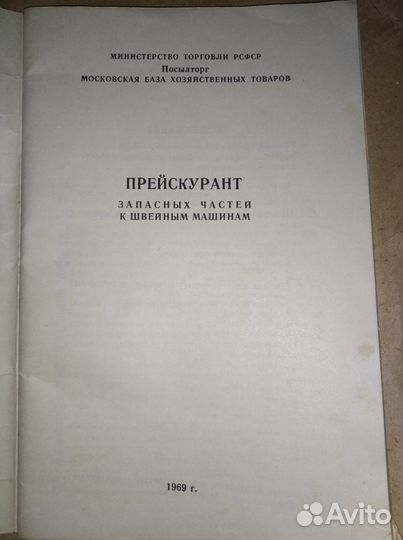 МИНИСТЕРСТВО ТОРГОВЛИ РСФСР
Посылторг
МОСКОВСКАЯ БАЗА ХОЗЯЙСТВЕННЫХ ТОВАРОВ
ПРЕЙСКУРАНТ
ЗАПАСНЫХ ЧАСТЕЙ
К ШВЕЙНЫМ МАШИНАМ
1969 г.
Avito